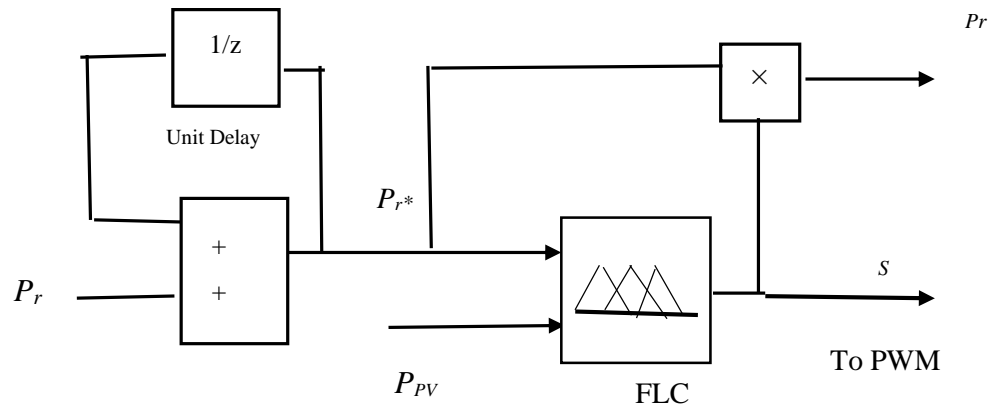 Pr
1/z
×
Unit Delay
Pr*
+
Pr
+
S
To PWM
PPV
FLC